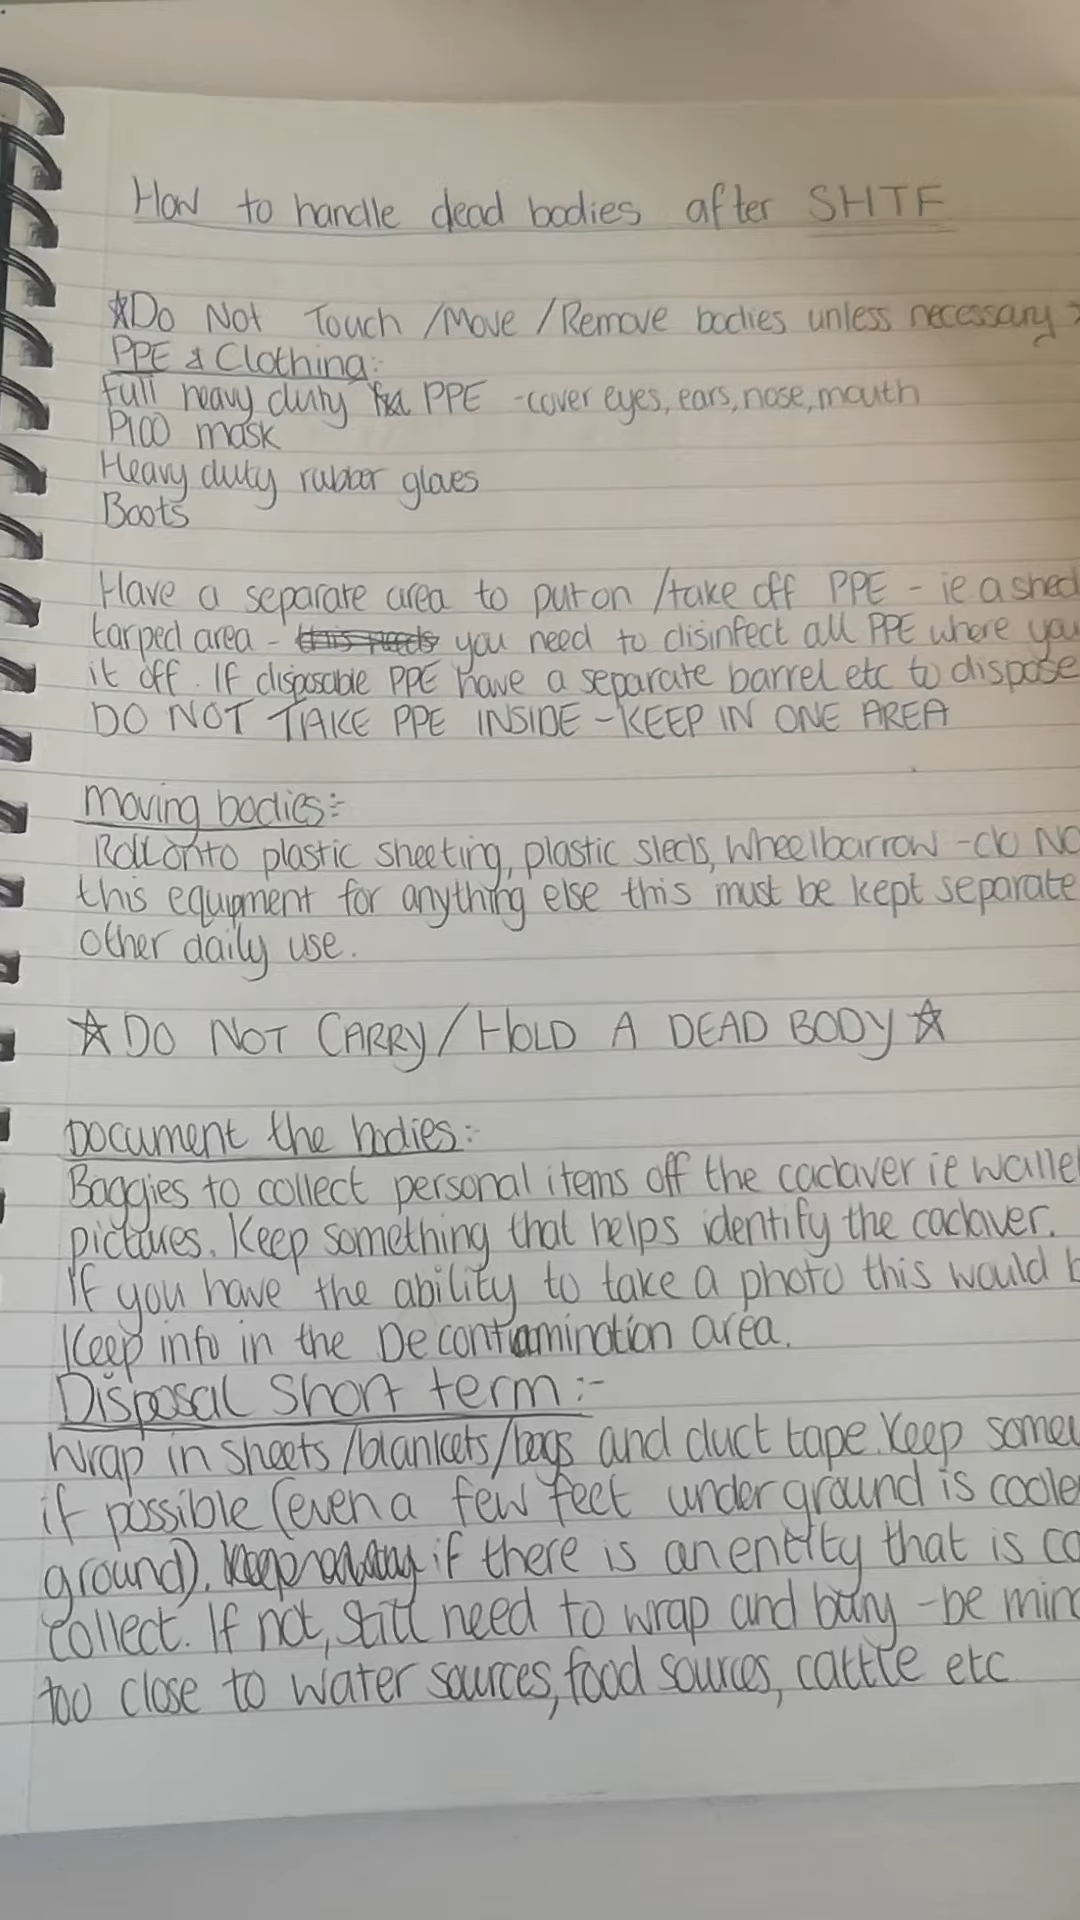 How to handle dead bodies after SHTF
☆Do Not Touch /Move /Remove bodies unless necessary
PPE & Clothing:-
Full heavy duty PPE - cover eyes, ears, nose, mouth
P100 mask
Heavy duty rubber gloves
Boots
Have a separate area to put on /take off PPE - ie a shed
tarped area - this needs you need to disinfect all PPE where you
it off. If disposable PPE have a separate barrel etc to dispose
DO NOT TAKE PPE INSIDE - KEEP IN ONE AREA
Moving bodies:-
Roll onto plastic sheeting, plastic sleds, wheelbarrow - do NO
this equipment for anything else this must be kept separate
other daily use.
☆ DO NOT CARRY/HOLD A DEAD BODY ☆
Document the bodies:-
Baggies to collect personal items off the cadaver ie walle
pictures. Keep something that helps identify the cadaver.
If you have the ability to take a photo this would b
Keep info in the Decontamination area.
Disposal Short term:-
Wrap in sheets /blankets/bags and duct tape. Keep some
if possible (even a few feet underground is coole
ground). if there is an entity that is co
collect. If not, still need to wrap and bury - be min
too close to water sources, food sources, cattle etc